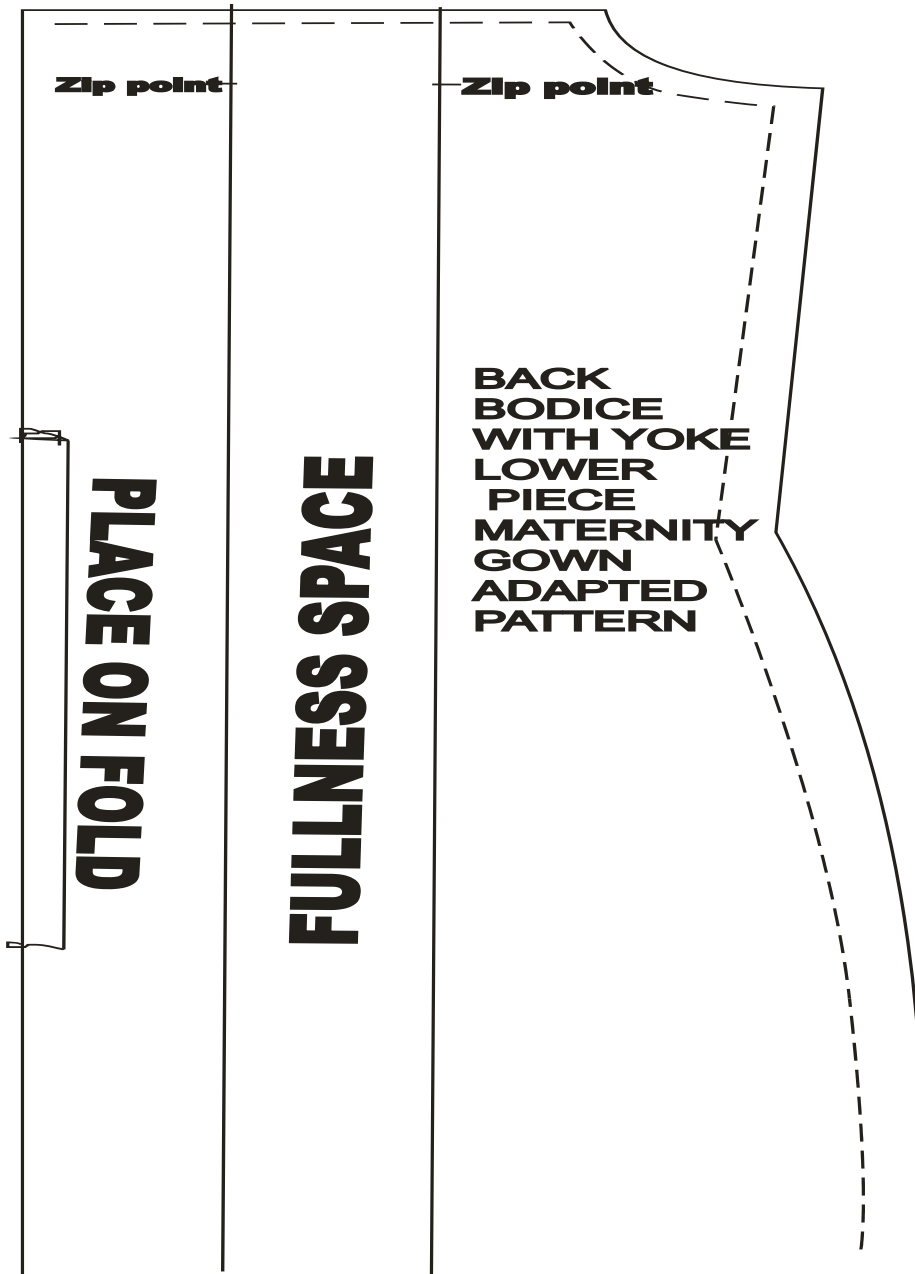 Zip point
Zip point
PLACE ON FOLD
FULLNESS SPACE
BACK
BODICE
WITH YOKE
LOWER
PIECE
MATERNITY
GOWN
ADAPTED
PATTERN